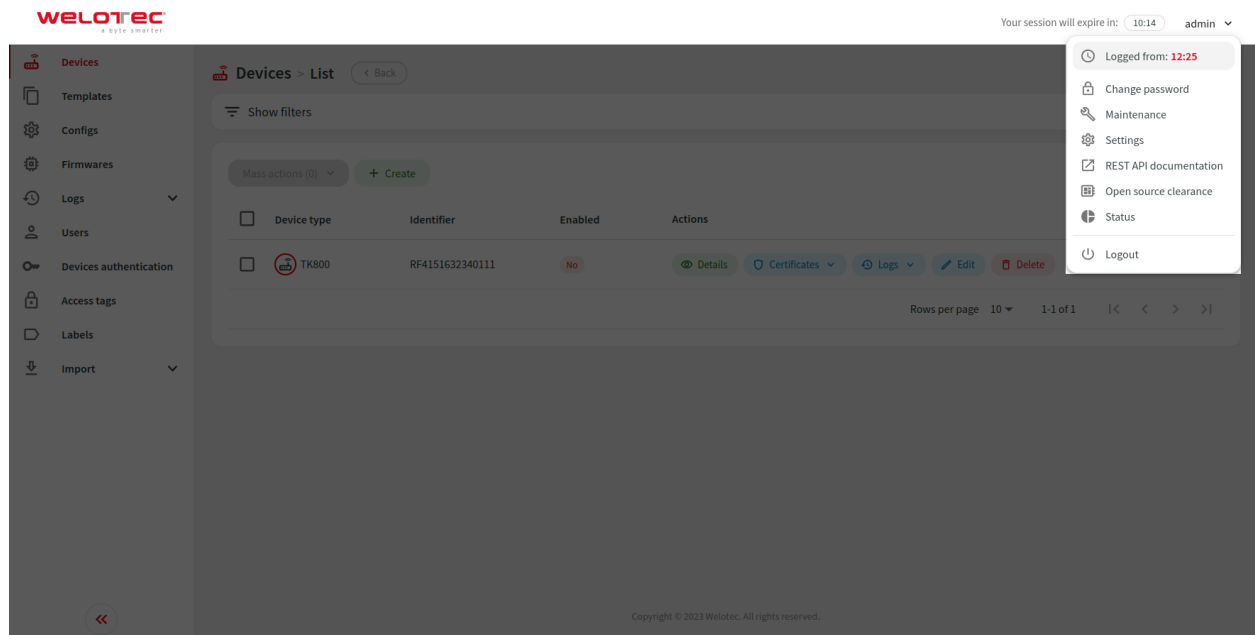 WELOTEC
a byte smarter
Your session will expire in: 10:14 admin
Logged from: 12:25
Change password
Maintenance
Settings
REST API documentation
Open source clearance
Status
Logout
Devices
Templates
Configs
Firmwares
Logs
Users
Devices authentication
Access tags
Labels
Import
Devices > List < Back
Show filters
Mass actions (0) + Create
Device type Identifier Enabled Actions
TK800 RF4151632340111 No Details Certificates Logs Edit Delete
Rows per page 10 1-1 of 1
Copyright © 2023 Welotec. All rights reserved.